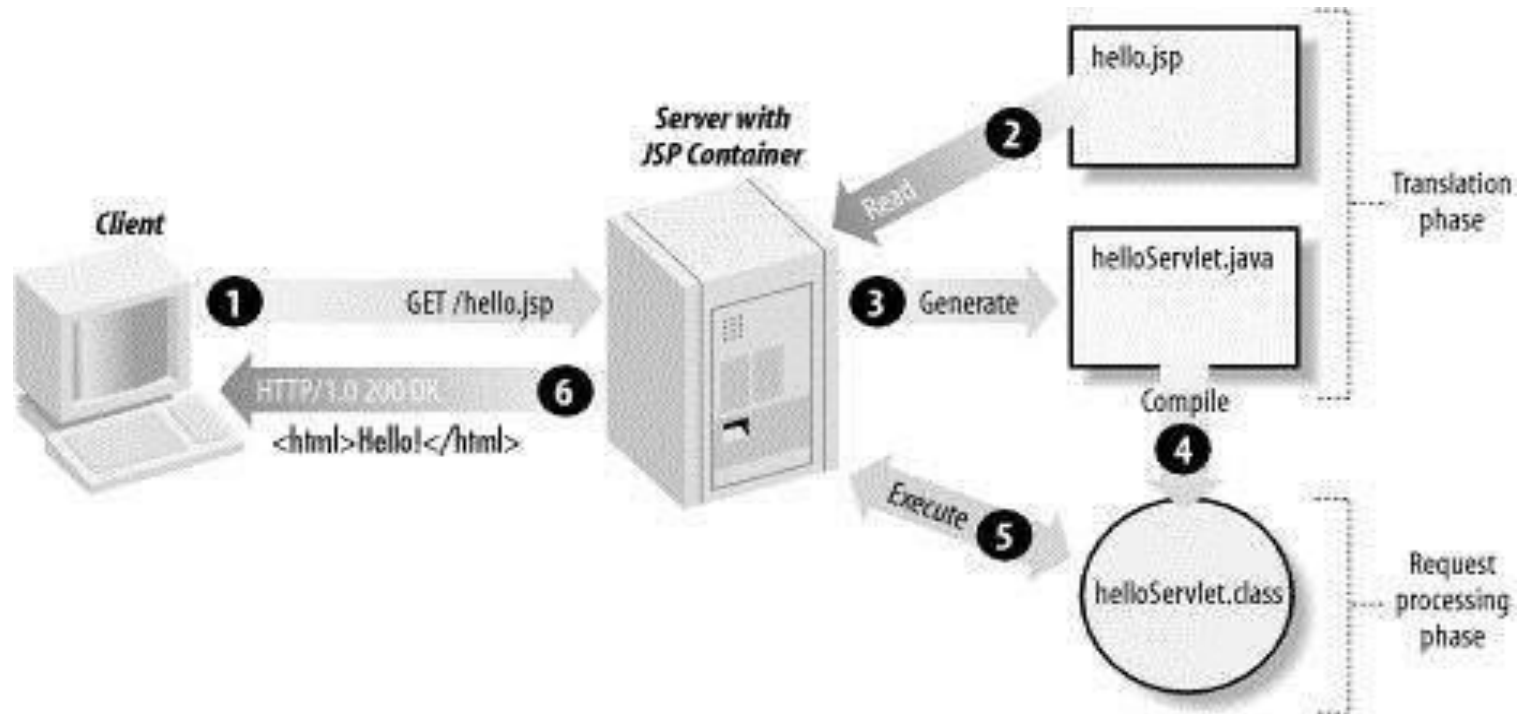 hello.jsp
Server with
JSP Container
2
Read
Translation
phase
Client
helloServlet.java
1
GET /hello.jsp
3
Generate
HTTP/1.0 200 OK
6
<html>Hello!</html>
Compile
4
Execute
5
helloServlet.class
Request
processing
phase